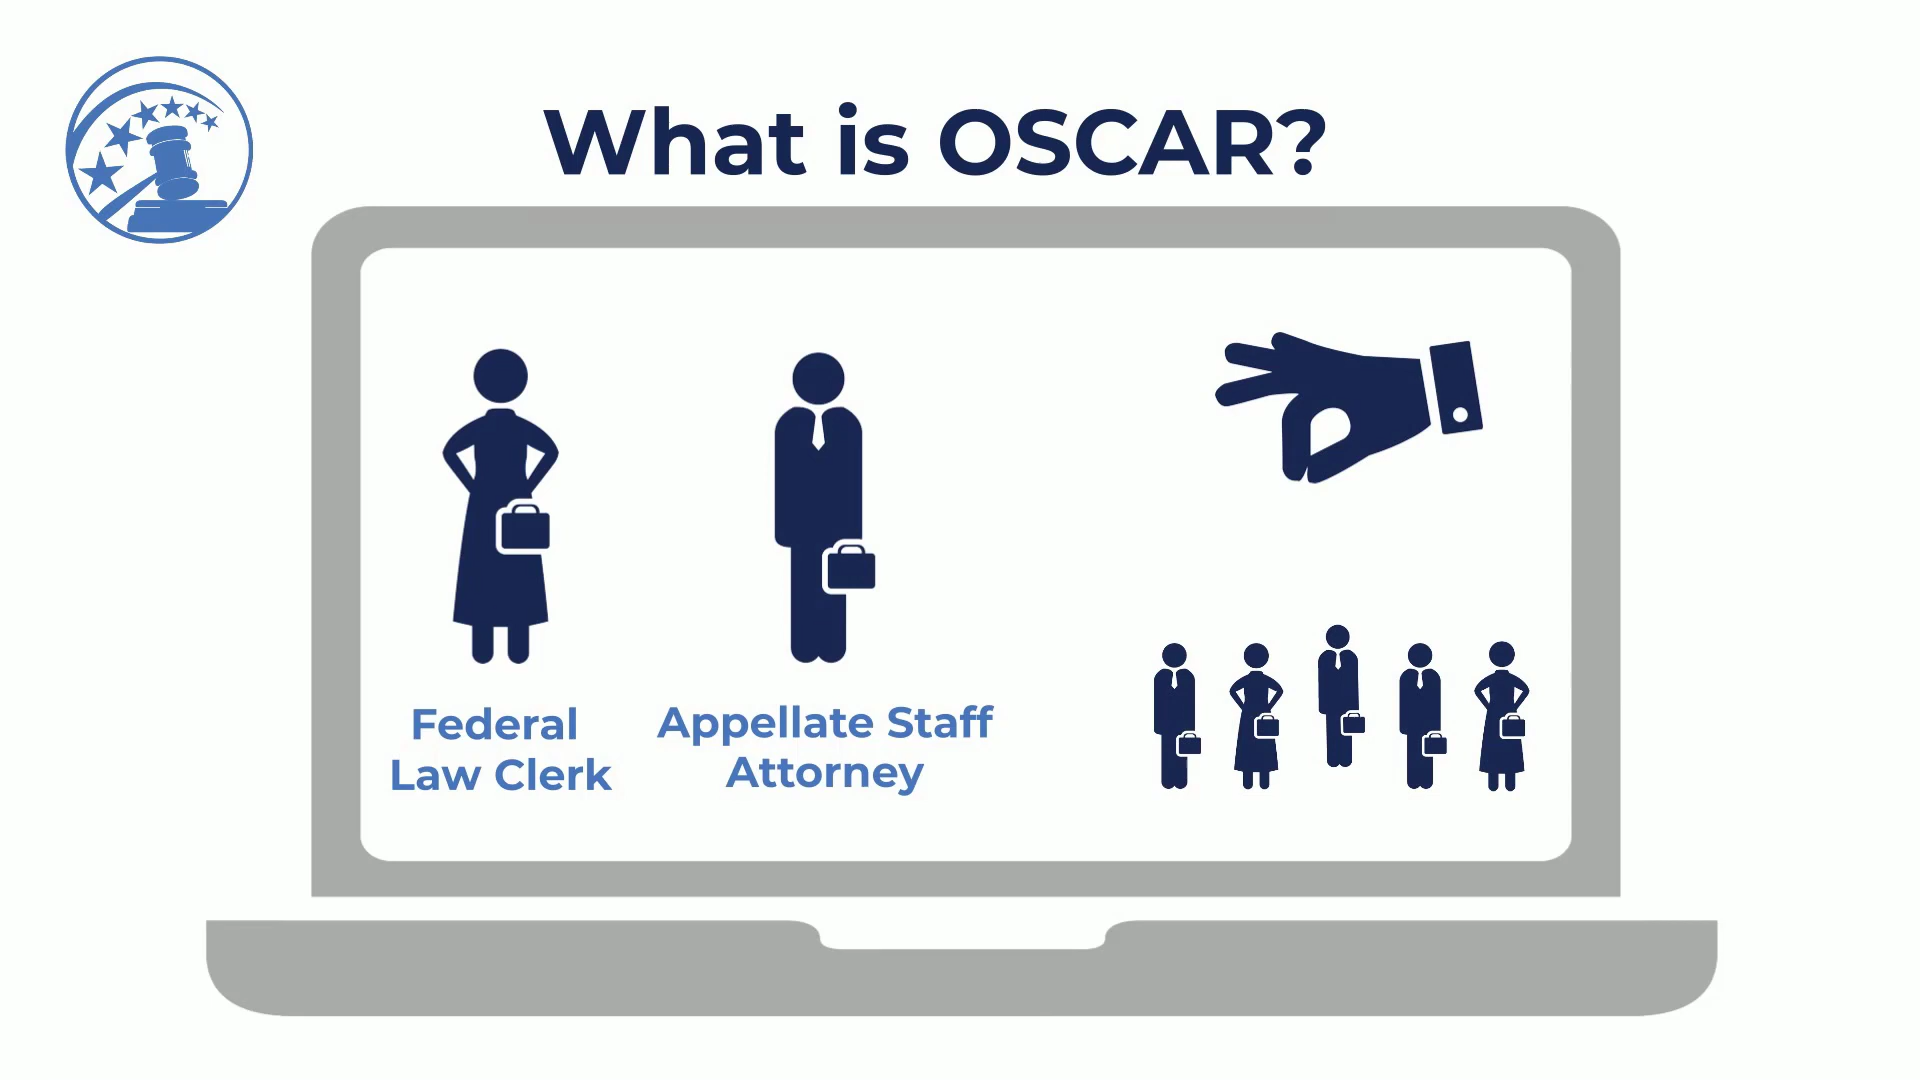 What is OSCAR?
Federal
Law Clerk
Appellate Staff
Attorney